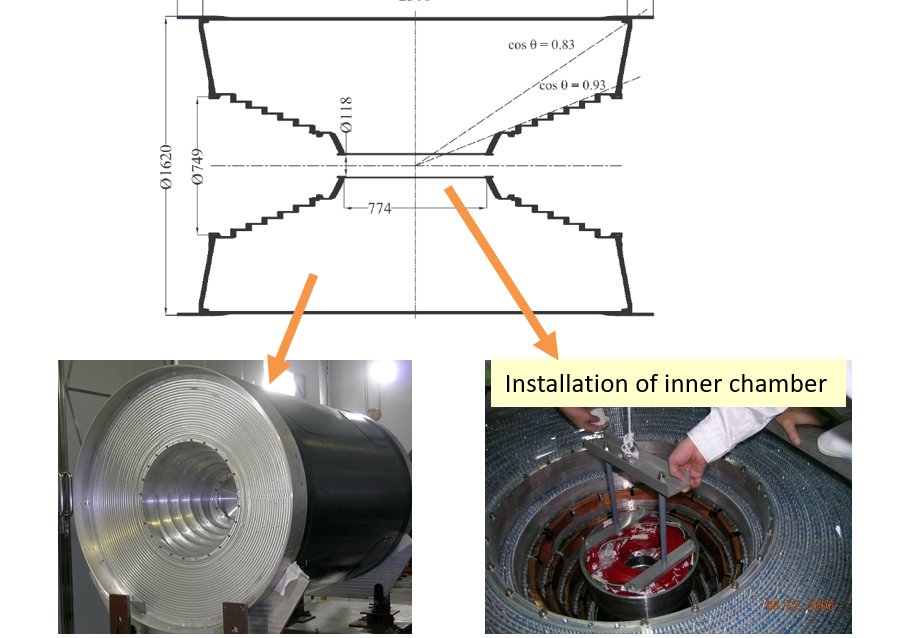 cos θ = 0.83
cos θ = 0.93
Ø118
Ø1620
Ø749
774
Installation of inner chamber